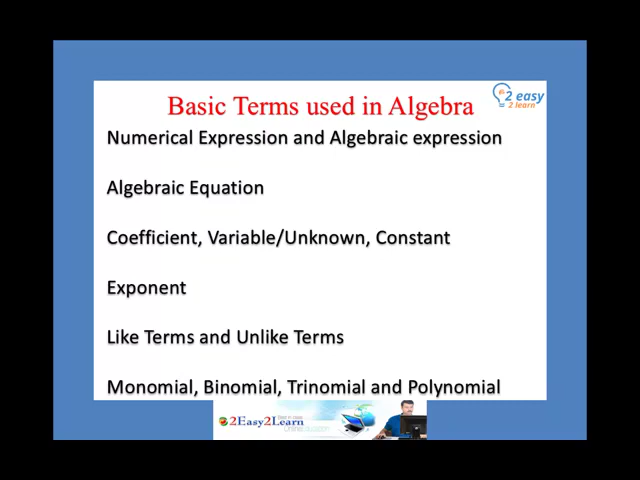 Basic Terms used in Algebra
2 easy
2 learn
Numerical Expression and Algebraic expression
Algebraic Equation
Coefficient, Variable/Unknown, Constant
Exponent
Like Terms and Unlike Terms
Monomial, Binomial, Trinomial and Polynomial
2Easy2Learn